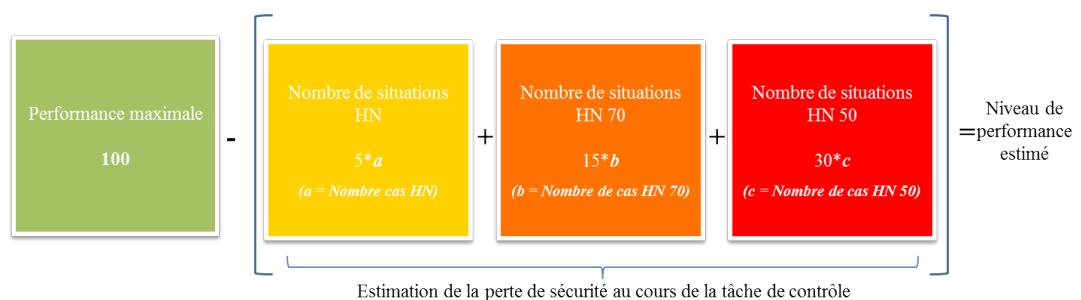 Performance maximale
100
-
Nombre de situations
HN
5*a
(a = Nombre cas HN)
+
Nombre de situations
HN 70
15*b
(b = Nombre de cas HN 70)
+
Nombre de situations
HN 50
30*c
(c = Nombre de cas HN 50)
=
Niveau de
performance
estimé
Estimation de la perte de sécurité au cours de la tâche de contrôle